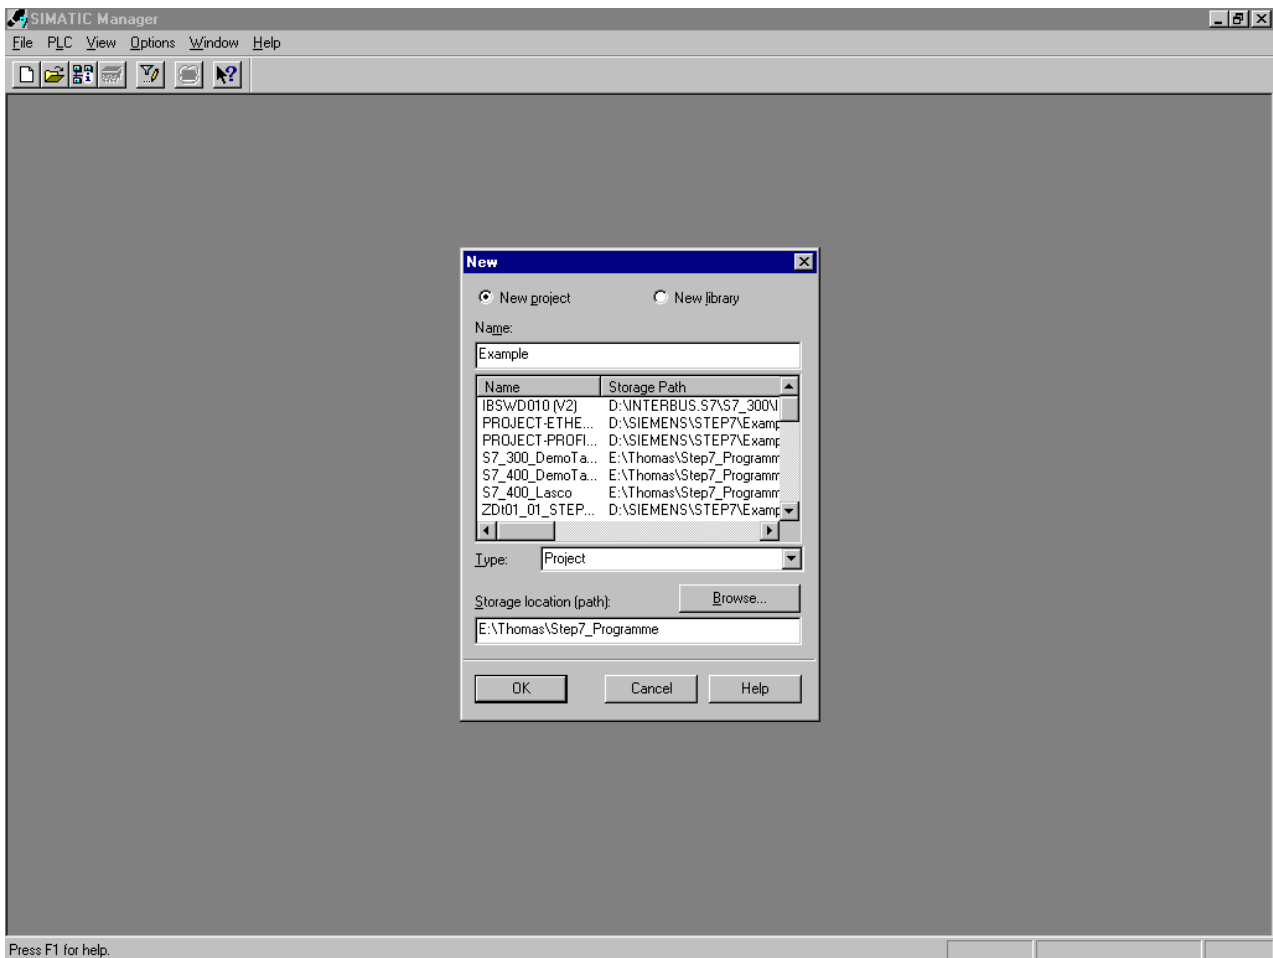 SIMATIC Manager
File PLC View Options Window Help
New
New project New library
Name:
Example
Name Storage Path
IBSWD010 (V2) D:\INTERBUS.S7\S7_300\I
PROJECT-ETHE... D:\SIEMENS\STEP7\Examp
PROJECT-PROFI... D:\SIEMENS\STEP7\Examp
S7_300_DemoTa... E:\Thomas\Step7_Programm
S7_400_DemoTa... E:\Thomas\Step7_Programm
S7_400_Lasco E:\Thomas\Step7_Programm
ZDt01_01_STEP... D:\SIEMENS\STEP7\Examp
Type: Project
Storage location (path): Browse...
E:\Thomas\Step7_Programme
OK Cancel Help
Press F1 for help.